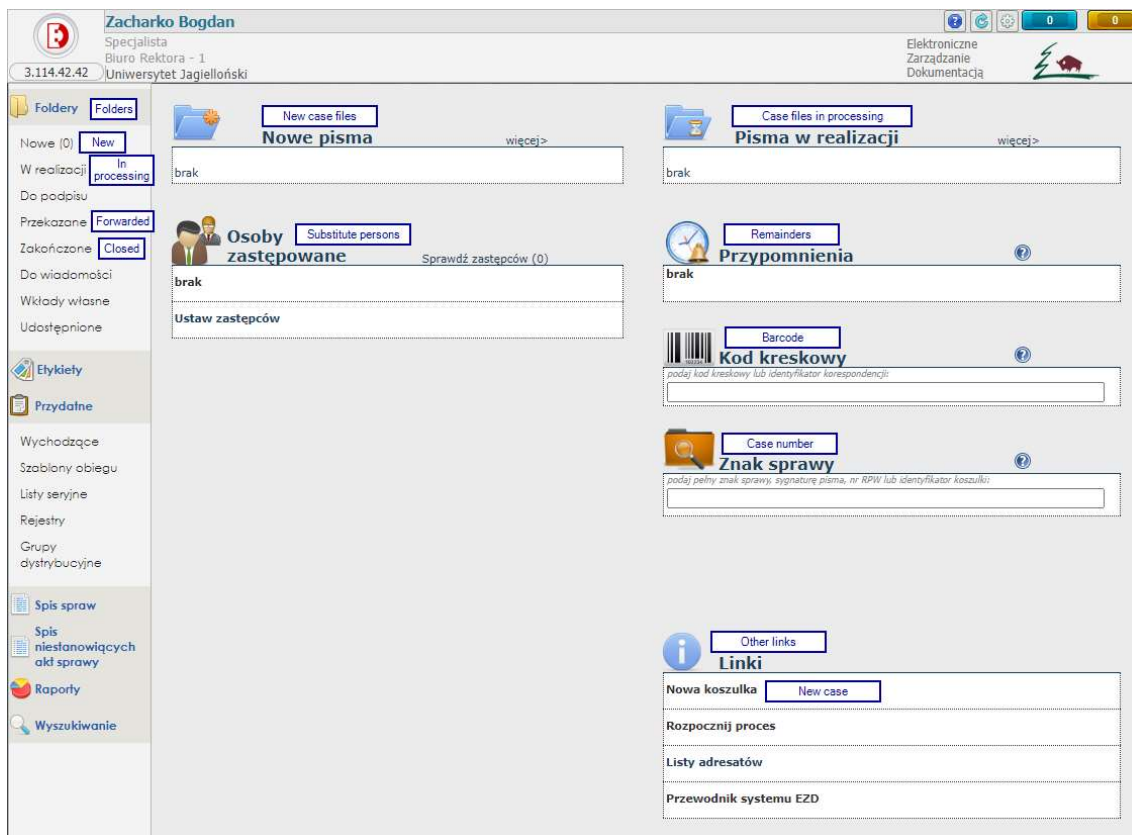 Zacharko Bogdan
0
0
Specjalista
Biuro Rektora - 1
3.114.42.42
Uniwersytet Jagielloński
Elektroniczne
Zarządzanie
Dokumentacją
Foldery
Folders
Nowe (0)
New
W realizacji
In
processing
Do podpisu
Przekazane
Forwarded
Zakończone
Closed
Do wiadomości
Wkłady własne
Udostępnione
Etykiety
Przydatne
Wychodzące
Szablony obiegu
Listy seryjne
Rejestry
Grupy
dystrybucyjne
Spis spraw
Spis
niestanowiących
akt sprawy
Raporty
Wyszukiwanie
New case files
Nowe pisma
więcej>
brak
Substitute persons
Osoby
zastępowane
Sprawdź zastępców (0)
brak
Ustaw zastępców
Case files in processing
Pisma w realizacji
więcej>
brak
Remainders
Przypomnienia
brak
Barcode
Kod kreskowy
podaj kod kreskowy lub identyfikator korespondencji:
Case number
Znak sprawy
podaj pełny znak sprawy, sygnaturę pisma, nr RPW lub identyfikator koszulki:
Other links
Linki
Nowa koszulka
New case
Rozpocznij proces
Listy adresatów
Przewodnik systemu EZD